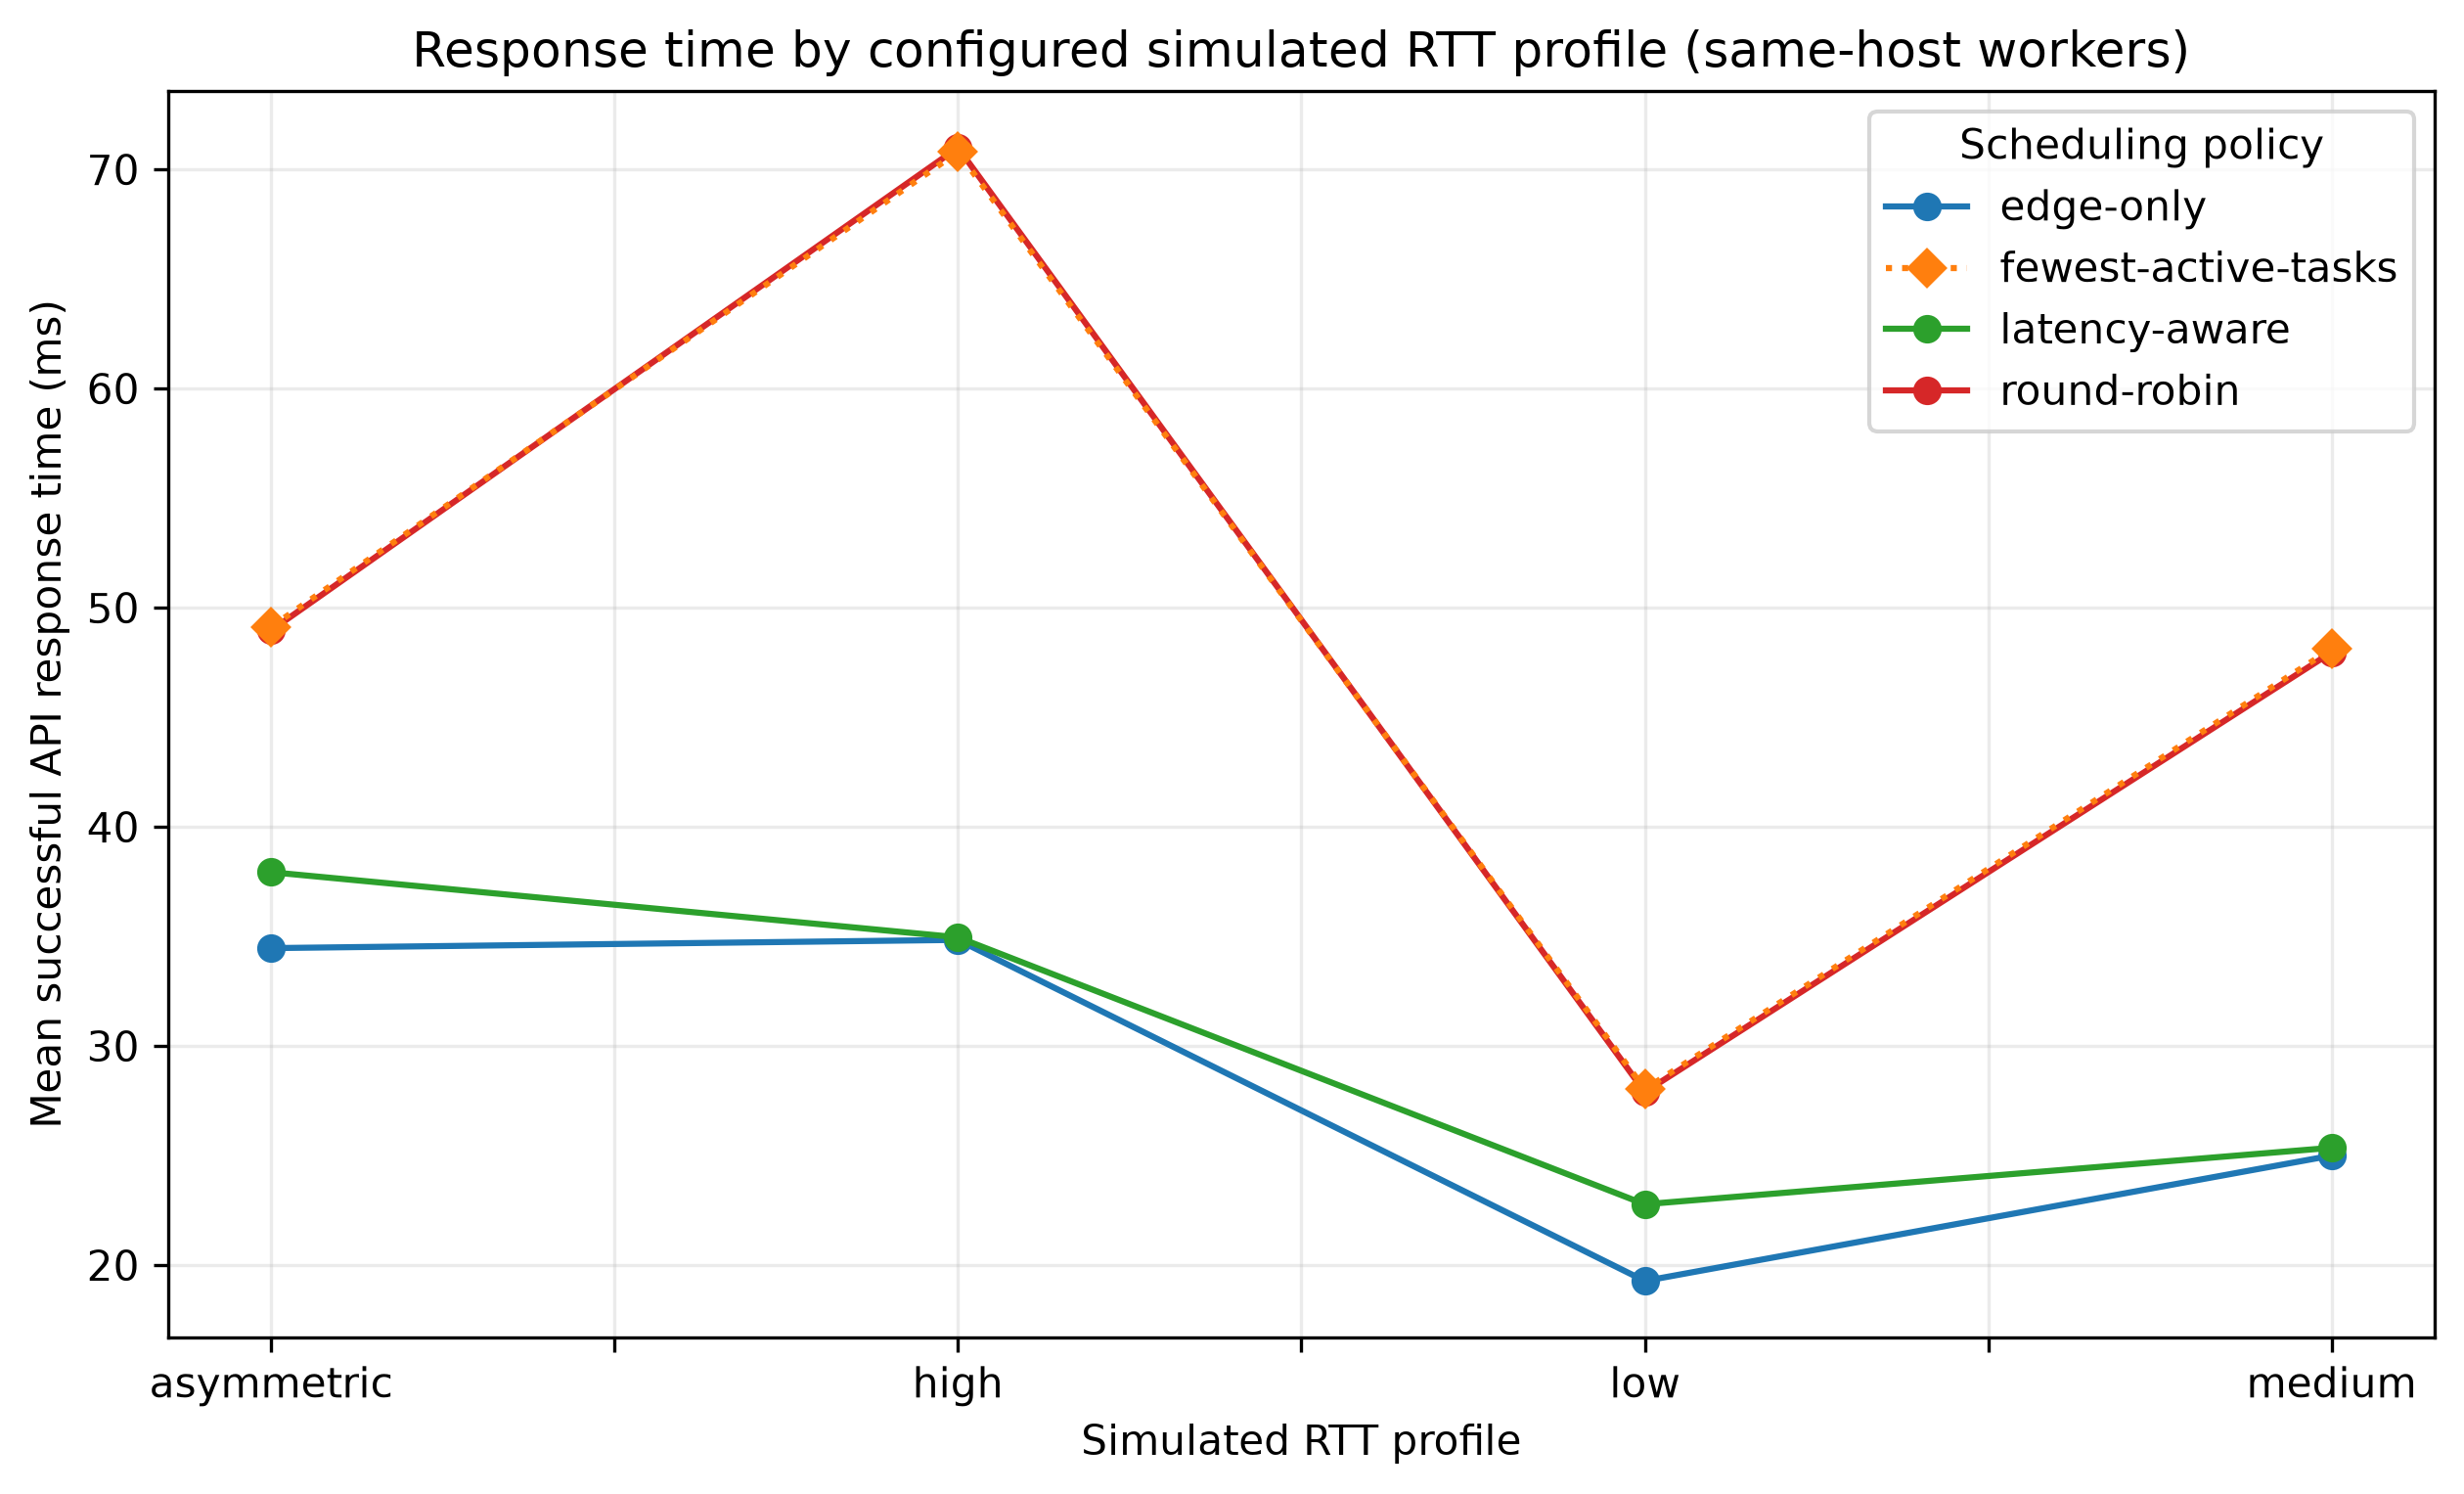 Response time by configured simulated RTT profile (same-host workers)
Mean successful API response time (ms)
70
60
50
40
30
20
Scheduling policy
edge-only
fewest-active-tasks
latency-aware
round-robin
asymmetric
high
low
medium
Simulated RTT profile